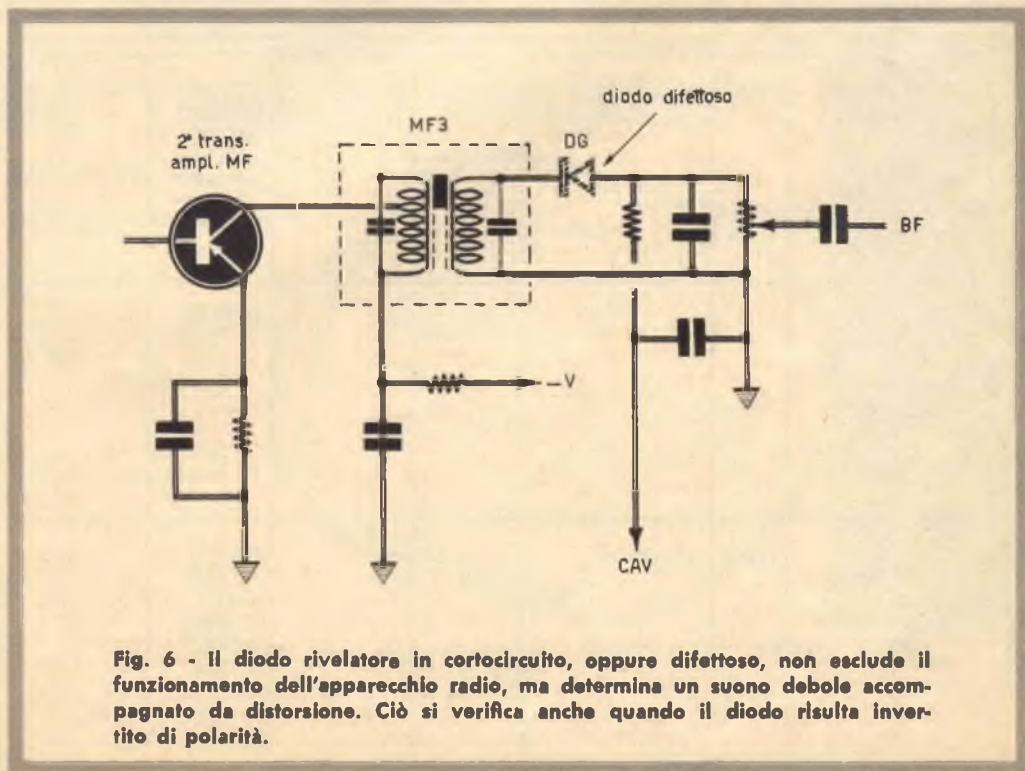 diodo difettoso
MF3
DG
2° trans.
ampl. MF
BF
—V
CAV
Fig. 6 - Il diodo rivelatore in cortocircuito, oppure difettoso, non esclude il
funzionamento dell'apparecchio radio, ma determina un suono debole accom-
pagnato da distorsione. Ciò si verifica anche quando il diodo risulta inver-
tito di polarità.